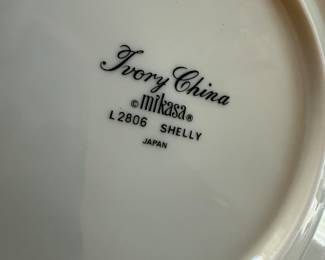 Ivory China
© mikasa ®
L2806 SHELLY
JAPAN